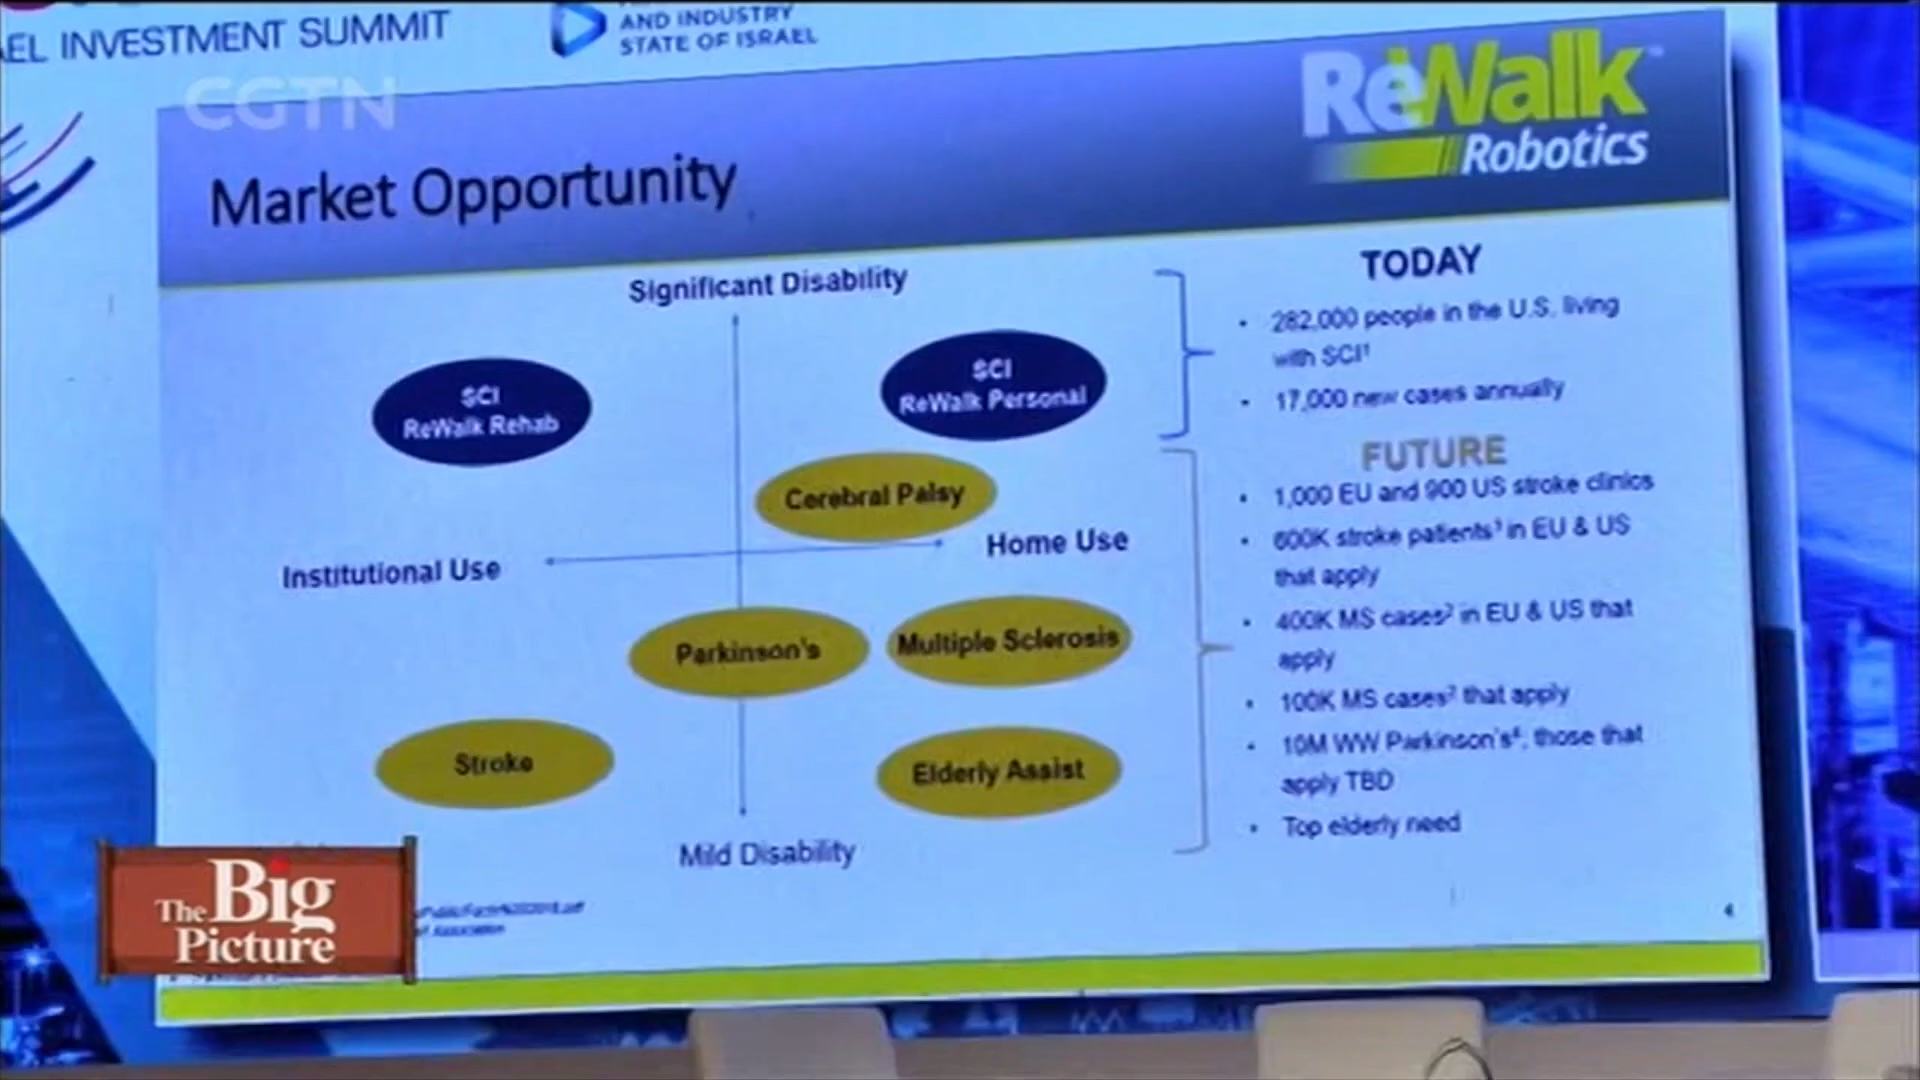 EL INVESTMENT SUMMIT
AND INDUSTRY
STATE OF ISRAEL
CGTN
ReWalk™
Robotics
Market Opportunity
Significant Disability
SCI
ReWalk Rehab
SCI
ReWalk Personal
Cerebral Palsy
Institutional Use
Home Use
Parkinson's
Multiple Sclerosis
Stroke
Elderly Assist
Mild Disability
TODAY
• 282,000 people in the U.S. living
with SCI¹
• 17,000 new cases annually
FUTURE
• 1,000 EU and 900 US stroke clinics
• 600K stroke patients³ in EU & US
that apply
• 400K MS cases² in EU & US that
apply
• 100K MS cases² that apply
• 10M WW Parkinson's⁴, those that
apply TBD
• Top elderly need
Association
4
The Big
Picture